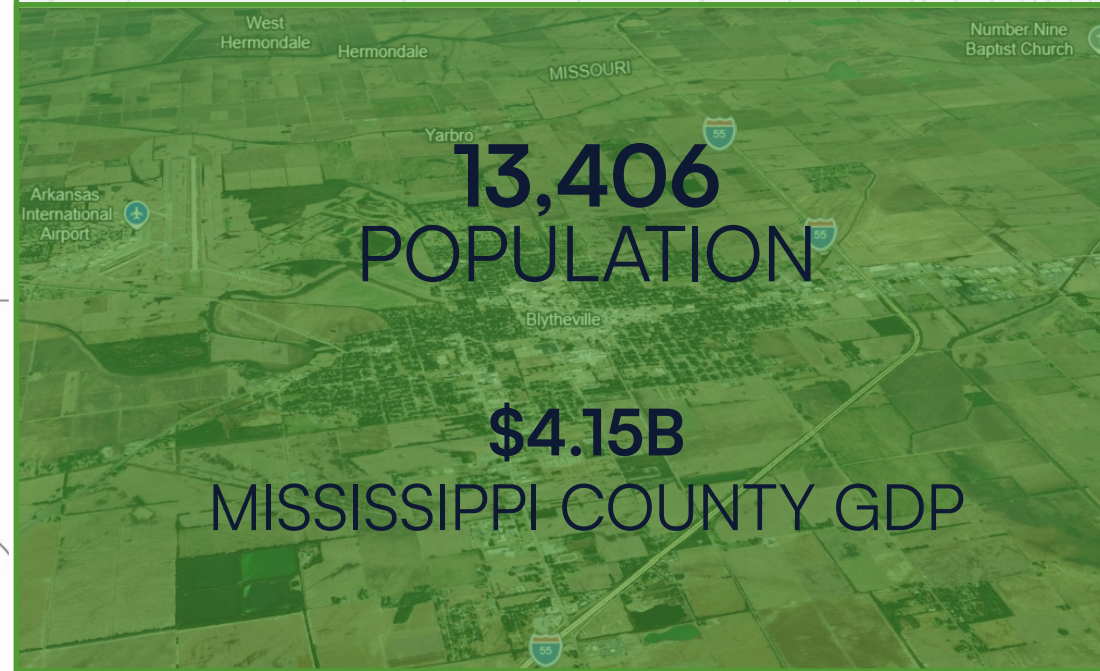 West
Hermondale
Hermondale
Number Nine
Baptist Church
MISSOURI
Yarbro
55
13,406
POPULATION
Arkansas
International
Airport
55
Blytheville
$4.15B
MISSISSIPPI COUNTY GDP
55